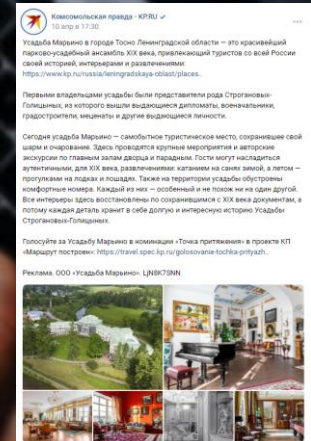 Комсомольская правда - KP.RU
10 апр в 17:30
Усадьба Марьино в городе Тосно Ленинградской области — это красивейший
парково-усадебный ансамбль XIX века, привлекающий туристов со всей России
своей историей, интерьерами и развлечениями:
https://www.kp.ru/russia/leningradskaya-oblast/places..
Первыми владельцами усадьбы были представители рода Строгановых-
Голицыных, из которого вышли выдающиеся дипломаты, военачальники,
градостроители, меценаты и другие выдающиеся личности.
Сегодня усадьба Марьино — самобытное туристическое место, сохранившее свой
шарм и очарование. Здесь проводятся крупные мероприятия и авторские
экскурсии по главным залам дворца и парадным. Гости могут насладиться
аутентичными, для XIX века, развлечениями: катанием на санях зимой, а летом —
прогулками на лодках и лошадях. Также на территории усадьбы обустроены
комфортные номера. Каждый из них — особенный и не похож ни на один другой.
Все интерьеры здесь восстановлены по сохранившимся с XIX века документам, а
потому каждая деталь хранит в себе долгую и интересную историю Усадьбы
Строгановых-Голицыных.
Голосуйте за Усадьбу Марьино в номинации «Точка притяжения» в проекте КП
«Маршрут построен»: https://travel.spec.kp.ru/golosovanie-tochka-prityazh..
Реклама. ООО «Усадьба Марьино». LjN8K7SNN